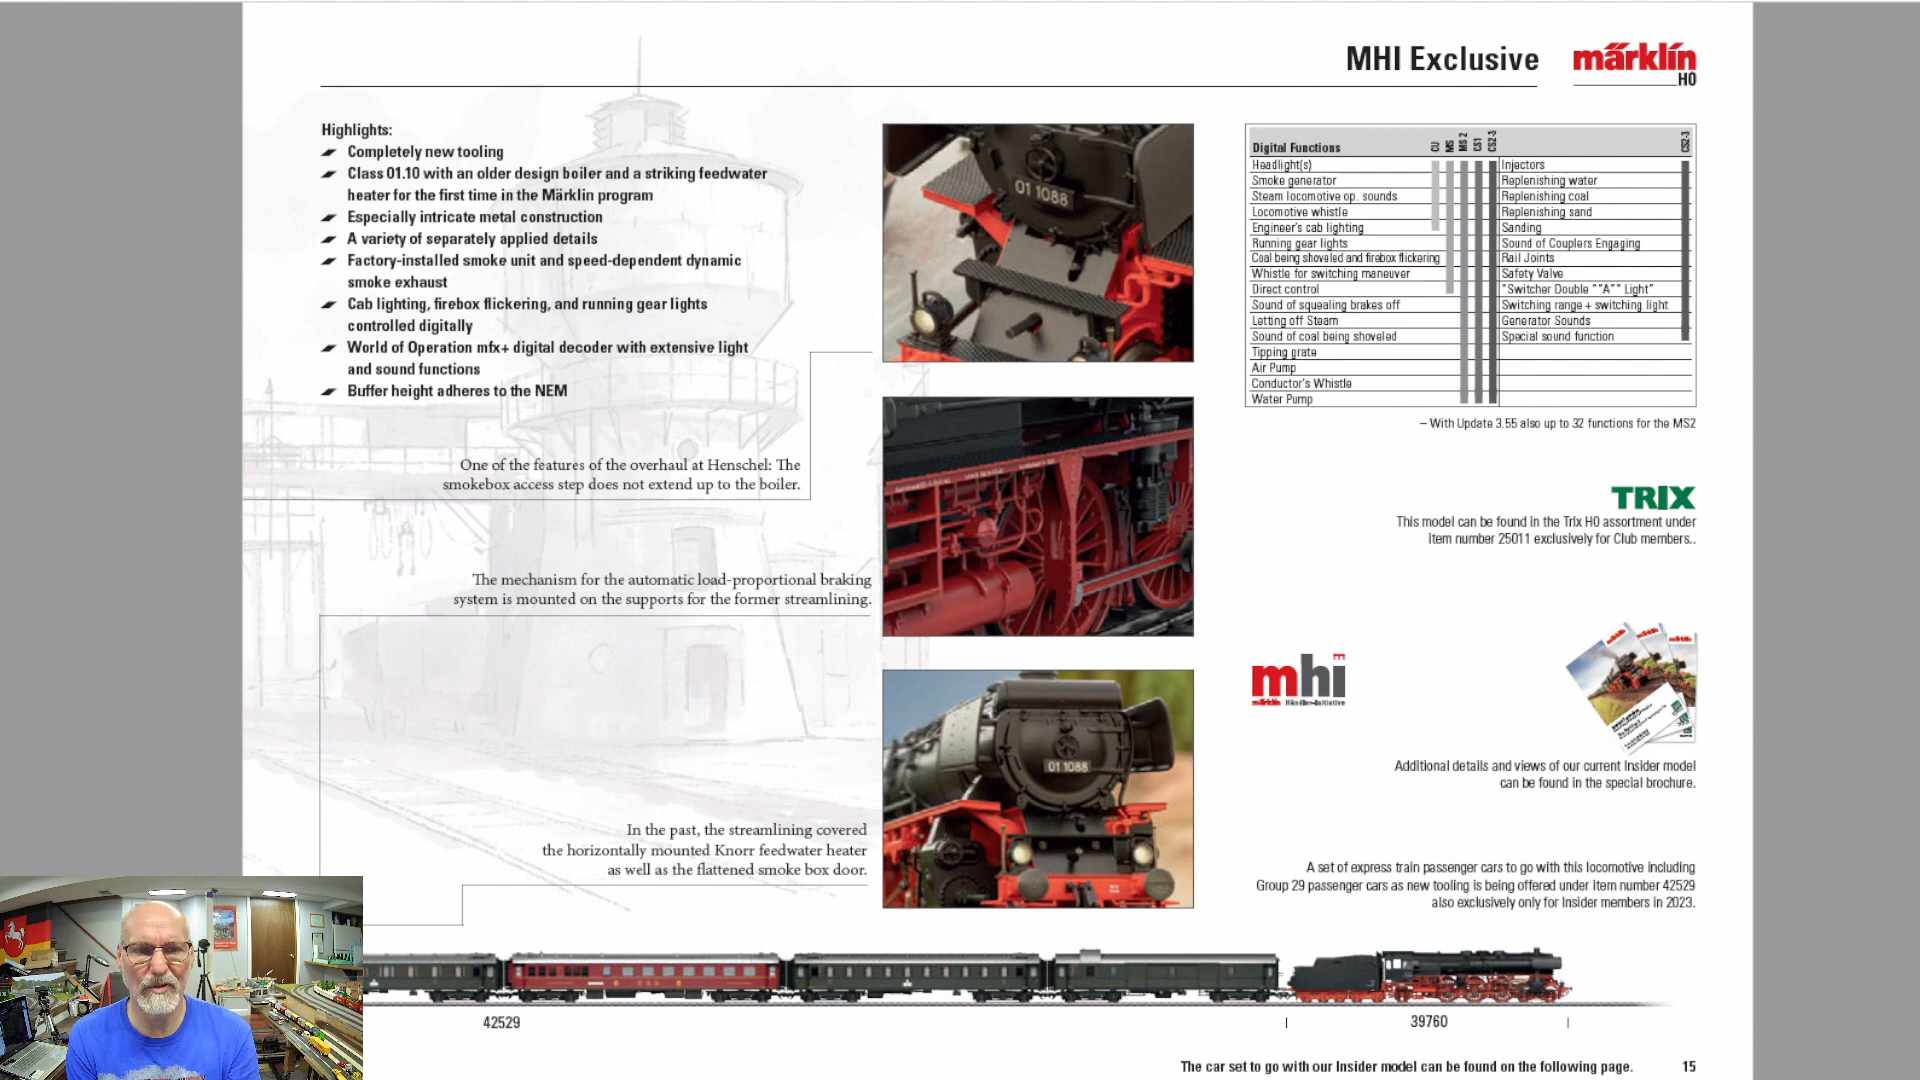 MHI Exclusive
märklín
H0
Highlights:
Completely new tooling
Class 01.10 with an older design boiler and a striking feedwater
heater for the first time in the Märklin program
Especially intricate metal construction
A variety of separately applied details
Factory-installed smoke unit and speed-dependent dynamic
smoke exhaust
Cab lighting, firebox flickering, and running gear lights
controlled digitally
World of Operation mfx+ digital decoder with extensive light
and sound functions
Buffer height adheres to the NEM
One of the features of the overhaul at Henschel: The
smokebox access step does not extend up to the boiler.
The mechanism for the automatic load-proportional braking
system is mounted on the supports for the former streamlining.
In the past, the streamlining covered
the horizontally mounted Knorr feedwater heater
as well as the flattened smoke box door.
01 1088
01 1088
Digital Functions CU MS MS 2 CS1 CS2-3 CS2-3
Headlight(s) Injectors
Smoke generator Replenishing water
Steam locomotive op. sounds Replenishing coal
Locomotive whistle Replenishing sand
Engineer's cab lighting Sanding
Running gear lights Sound of Couplers Engaging
Coal being shoveled and firebox flickering Rail Joints
Whistle for switching maneuver Safety Valve
Direct control "Switcher Double ""A"" Light"
Sound of squealing brakes off Switching range + switching light
Letting off Steam Generator Sounds
Sound of coal being shoveled Special sound function
Tipping grate
Air Pump
Conductor's Whistle
Water Pump
– With Update 3.55 also up to 32 functions for the MS2
TRIX
This model can be found in the Trix H0 assortment under
item number 25011 exclusively for Club members..
mhi
märklin Händler-Initiative
Additional details and views of our current Insider model
can be found in the special brochure.
A set of express train passenger cars to go with this locomotive including
Group 29 passenger cars as new tooling is being offered under item number 42529
also exclusively only for Insider members in 2023.
42529
39760
The car set to go with our Insider model can be found on the following page. 15